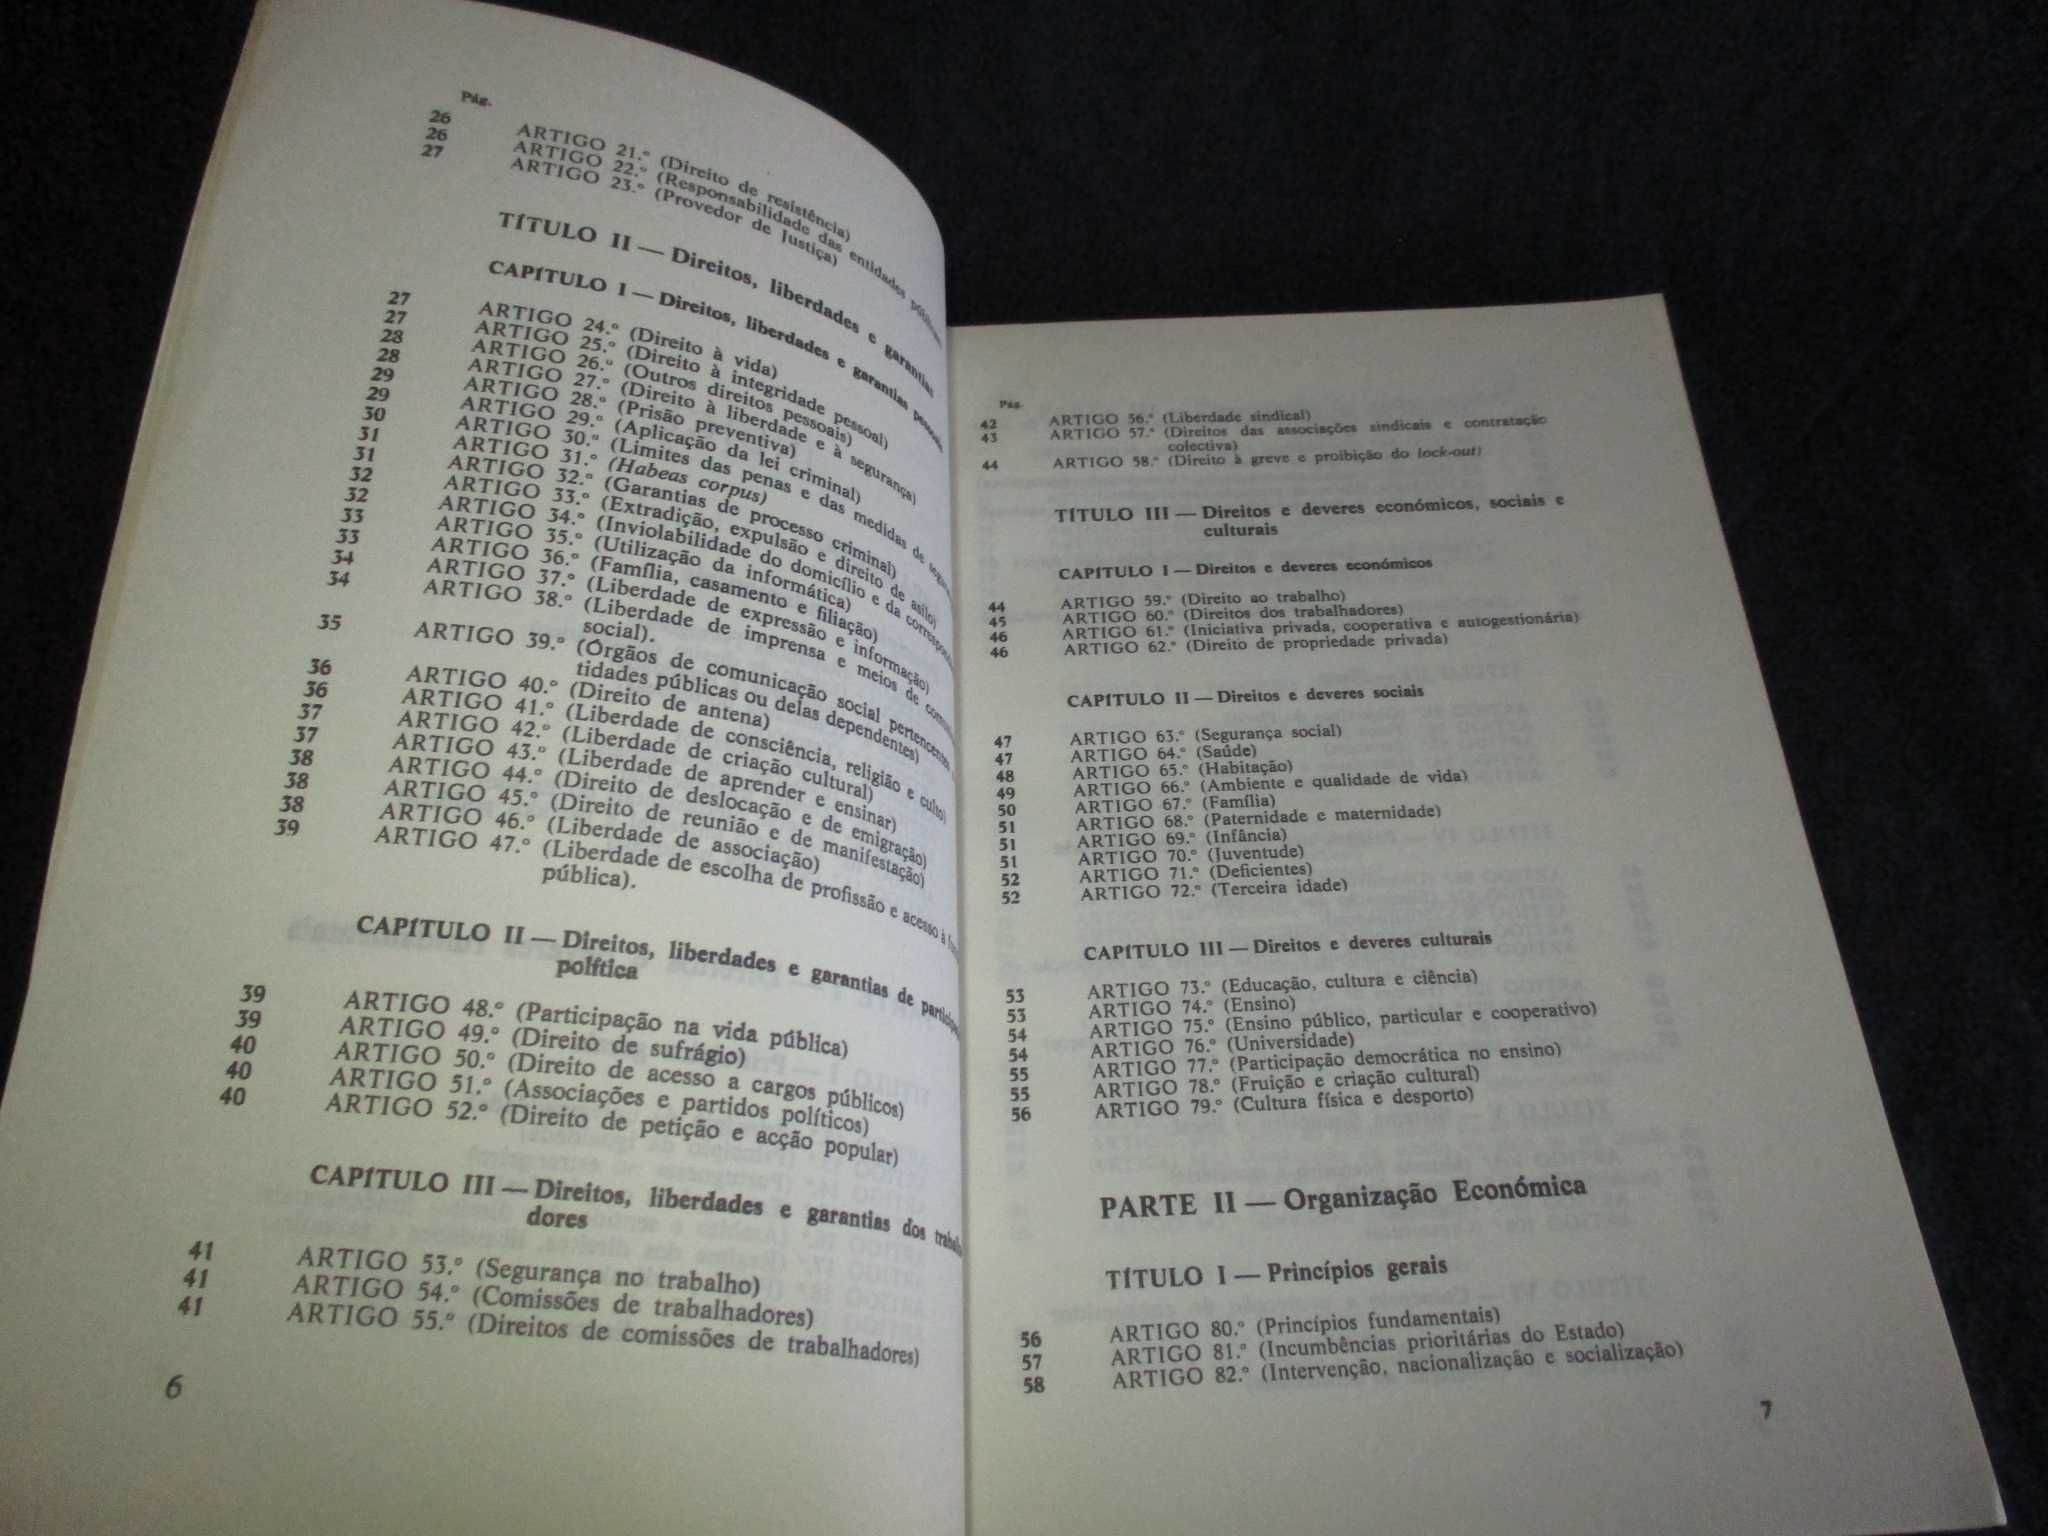 Pág.
26 ARTIGO 21.º (Direito de resistência)
26 ARTIGO 22.º (Responsabilidade das entidades públicas)
27 ARTIGO 23.º (Provedor de Justiça)
TÍTULO II — Direitos, liberdades e garantias
CAPÍTULO I — Direitos, liberdades e garantias pessoais
27 ARTIGO 24.º (Direito à vida)
27 ARTIGO 25.º (Direito à integridade pessoal)
28 ARTIGO 26.º (Outros direitos pessoais)
28 ARTIGO 27.º (Direito à liberdade e à segurança)
29 ARTIGO 28.º (Prisão preventiva)
29 ARTIGO 29.º (Aplicação da lei criminal)
30 ARTIGO 30.º (Limites das penas e das medidas de
31 ARTIGO 31.º (Habeas corpus)
31 ARTIGO 32.º (Garantias de processo criminal)
32 ARTIGO 33.º (Extradição, expulsão e direito de asilo)
32 ARTIGO 34.º (Inviolabilidade do domicílio e da
33 ARTIGO 35.º (Utilização da informática)
33 ARTIGO 36.º (Família, casamento e filiação)
34 ARTIGO 37.º (Liberdade de expressão e informação)
34 ARTIGO 38.º (Liberdade de imprensa e meios de
social).
35 ARTIGO 39.º (Órgãos de comunicação social pertencentes
tidades públicas ou delas dependentes)
36 ARTIGO 40.º (Direito de antena)
36 ARTIGO 41.º (Liberdade de consciência, religião e culto)
37 ARTIGO 42.º (Liberdade de criação cultural)
37 ARTIGO 43.º (Liberdade de aprender e ensinar)
38 ARTIGO 44.º (Direito de deslocação e de emigração)
38 ARTIGO 45.º (Direito de reunião e de manifestação)
38 ARTIGO 46.º (Liberdade de associação)
39 ARTIGO 47.º (Liberdade de escolha de profissão e acesso à
pública).
CAPÍTULO II — Direitos, liberdades e garantias de
política
39 ARTIGO 48.º (Participação na vida pública)
39 ARTIGO 49.º (Direito de sufrágio)
40 ARTIGO 50.º (Direito de acesso a cargos públicos)
40 ARTIGO 51.º (Associações e partidos políticos)
40 ARTIGO 52.º (Direito de petição e acção popular)
CAPÍTULO III — Direitos, liberdades e garantias dos
dores
41 ARTIGO 53.º (Segurança no trabalho)
41 ARTIGO 54.º (Comissões de trabalhadores)
41 ARTIGO 55.º (Direitos de comissões de trabalhadores)
6
Pág.
42 ARTIGO 56.º (Liberdade sindical)
43 ARTIGO 57.º (Direitos das associações sindicais e contratação
colectiva)
44 ARTIGO 58.º (Direito à greve e proibição do lock-out)
TÍTULO III — Direitos e deveres económicos, sociais e
culturais
CAPÍTULO I — Direitos e deveres económicos
44 ARTIGO 59.º (Direito ao trabalho)
45 ARTIGO 60.º (Direitos dos trabalhadores)
46 ARTIGO 61.º (Iniciativa privada, cooperativa e autogestionária)
46 ARTIGO 62.º (Direito de propriedade privada)
CAPÍTULO II — Direitos e deveres sociais
47 ARTIGO 63.º (Segurança social)
47 ARTIGO 64.º (Saúde)
48 ARTIGO 65.º (Habitação)
49 ARTIGO 66.º (Ambiente e qualidade de vida)
50 ARTIGO 67.º (Família)
51 ARTIGO 68.º (Paternidade e maternidade)
51 ARTIGO 69.º (Infância)
51 ARTIGO 70.º (Juventude)
52 ARTIGO 71.º (Deficientes)
52 ARTIGO 72.º (Terceira idade)
CAPÍTULO III — Direitos e deveres culturais
53 ARTIGO 73.º (Educação, cultura e ciência)
53 ARTIGO 74.º (Ensino)
54 ARTIGO 75.º (Ensino público, particular e cooperativo)
54 ARTIGO 76.º (Universidade)
55 ARTIGO 77.º (Participação democrática no ensino)
55 ARTIGO 78.º (Fruição e criação cultural)
56 ARTIGO 79.º (Cultura física e desporto)
PARTE II — Organização Económica
TÍTULO I — Princípios gerais
56 ARTIGO 80.º (Princípios fundamentais)
57 ARTIGO 81.º (Incumbências prioritárias do Estado)
58 ARTIGO 82.º (Intervenção, nacionalização e socialização)
7